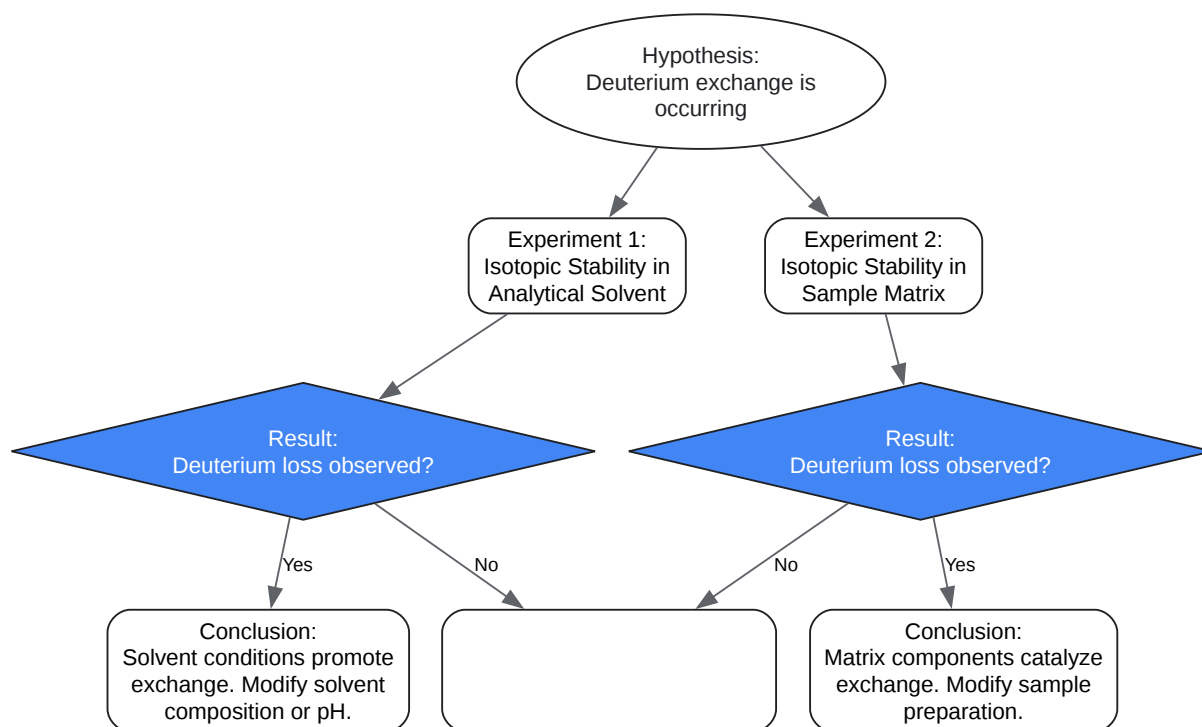 Hypothesis:
Deuterium exchange is
occurring
Experiment 1:
Isotopic Stability in
Analytical Solvent
Experiment 2:
Isotopic Stability in
Sample Matrix
Result:
Deuterium loss observed?
Result:
Deuterium loss observed?
Yes
No
No
Yes
Conclusion:
Solvent conditions promote
exchange. Modify solvent
composition or pH.
Conclusion:
Matrix components catalyze
exchange. Modify sample
preparation.